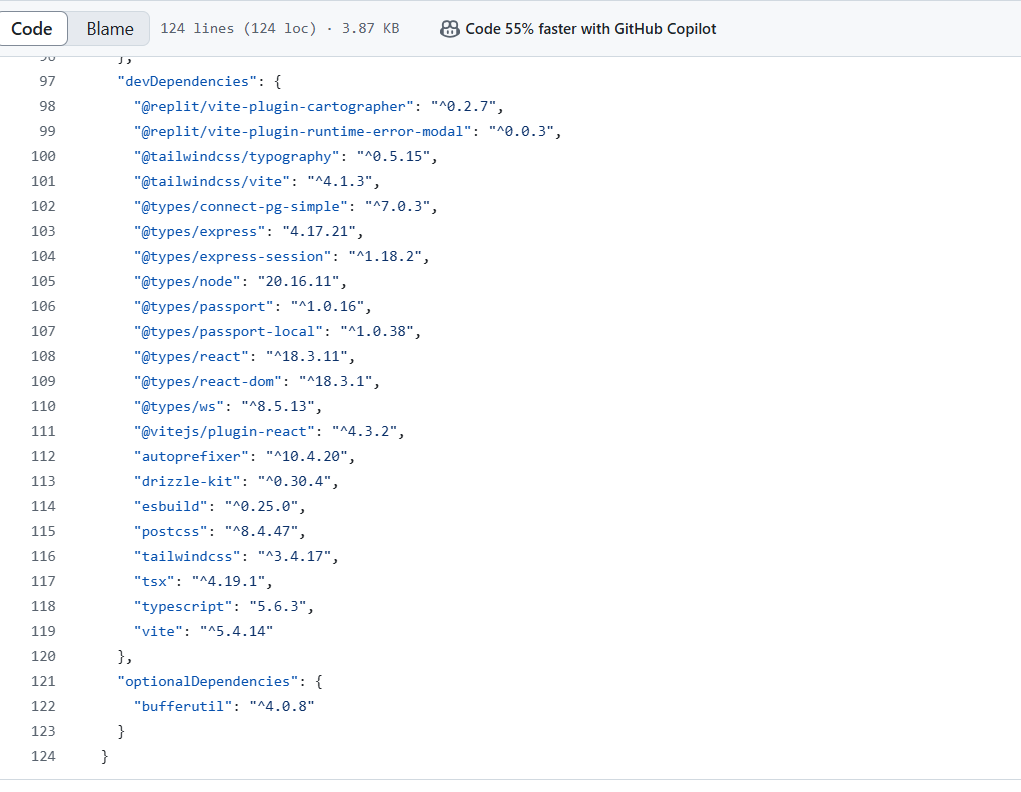 Code Blame 124 lines (124 loc) · 3.87 KB Code 55% faster with GitHub Copilot
96 },
97 "devDependencies": {
98 "@replit/vite-plugin-cartographer": "^0.2.7",
99 "@replit/vite-plugin-runtime-error-modal": "^0.0.3",
100 "@tailwindcss/typography": "^0.5.15",
101 "@tailwindcss/vite": "^4.1.3",
102 "@types/connect-pg-simple": "^7.0.3",
103 "@types/express": "4.17.21",
104 "@types/express-session": "^1.18.2",
105 "@types/node": "20.16.11",
106 "@types/passport": "^1.0.16",
107 "@types/passport-local": "^1.0.38",
108 "@types/react": "^18.3.11",
109 "@types/react-dom": "^18.3.1",
110 "@types/ws": "^8.5.13",
111 "@vitejs/plugin-react": "^4.3.2",
112 "autoprefixer": "^10.4.20",
113 "drizzle-kit": "^0.30.4",
114 "esbuild": "^0.25.0",
115 "postcss": "^8.4.47",
116 "tailwindcss": "^3.4.17",
117 "tsx": "^4.19.1",
118 "typescript": "5.6.3",
119 "vite": "^5.4.14"
120 },
121 "optionalDependencies": {
122 "bufferutil": "^4.0.8"
123 }
124 }